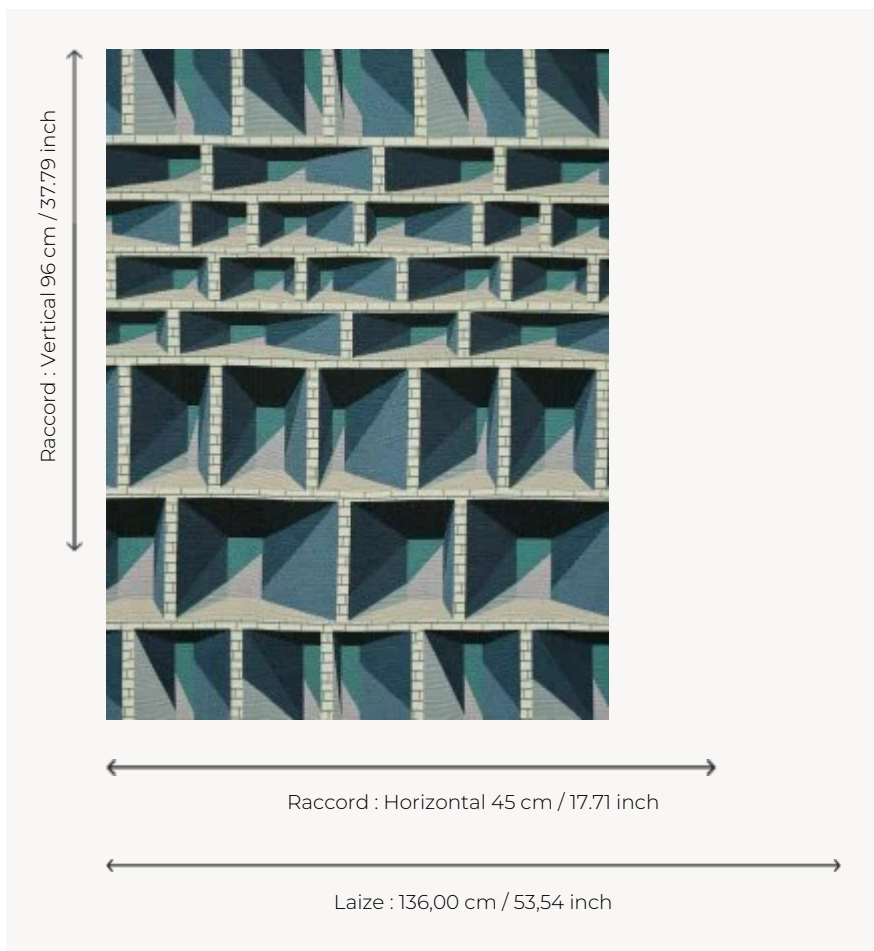 Raccord : Vertical 96 cm / 37.79 inch
Raccord : Horizontal 45 cm / 17.71 inch
Laize : 136,00 cm / 53,54 inch